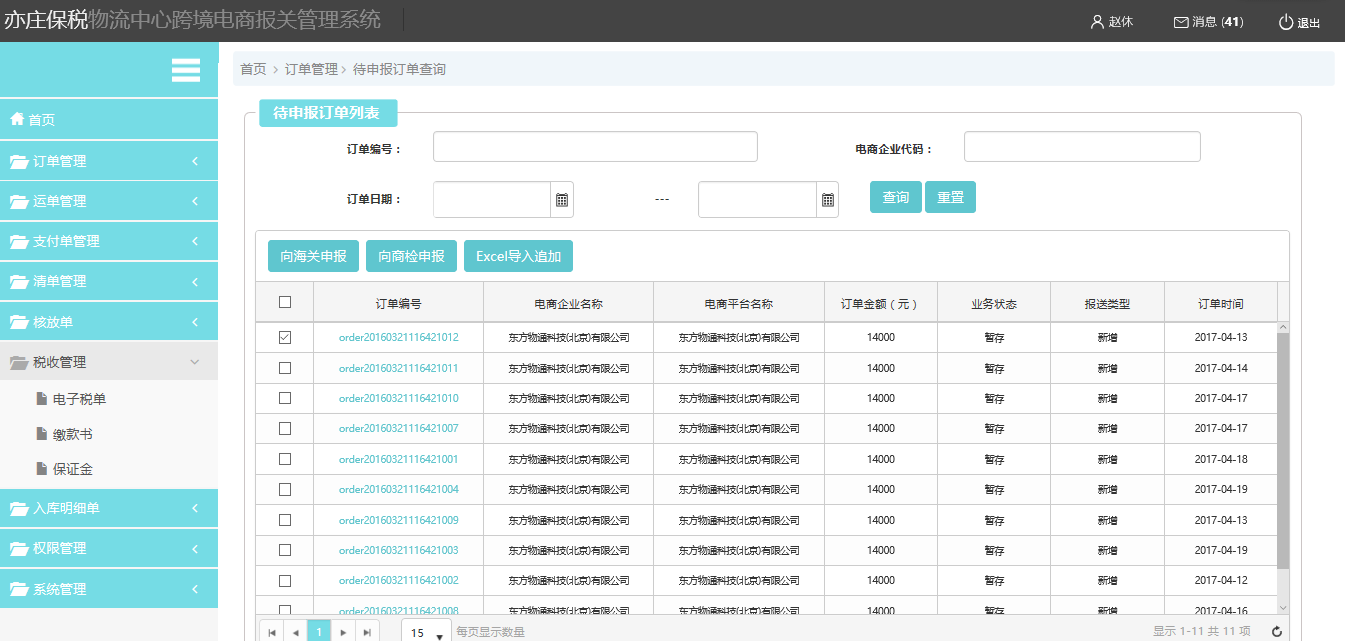 亦庄保税物流中心跨境电商报关管理系统
赵休
消息 (41)
退出
首页 > 订单管理 > 待申报订单查询
首页
订单管理
运单管理
支付单管理
清单管理
核放单
税收管理
电子税单
缴款书
保证金
入库明细单
权限管理
系统管理
待申报订单列表
订单编号：
电商企业代码：
订单日期：
---
查询 重置
向海关申报 向商检申报 Excel导入追加
订单编号 电商企业名称 电商平台名称 订单金额（元） 业务状态 报送类型 订单时间
order20160321116421012 东方物通科技(北京)有限公司 东方物通科技(北京)有限公司 14000 暂存 新增 2017-04-13
order20160321116421011 东方物通科技(北京)有限公司 东方物通科技(北京)有限公司 14000 暂存 新增 2017-04-14
order20160321116421010 东方物通科技(北京)有限公司 东方物通科技(北京)有限公司 14000 暂存 新增 2017-04-17
order20160321116421007 东方物通科技(北京)有限公司 东方物通科技(北京)有限公司 14000 暂存 新增 2017-04-17
order20160321116421001 东方物通科技(北京)有限公司 东方物通科技(北京)有限公司 14000 暂存 新增 2017-04-18
order20160321116421004 东方物通科技(北京)有限公司 东方物通科技(北京)有限公司 14000 暂存 新增 2017-04-19
order20160321116421009 东方物通科技(北京)有限公司 东方物通科技(北京)有限公司 14000 暂存 新增 2017-04-13
order20160321116421003 东方物通科技(北京)有限公司 东方物通科技(北京)有限公司 14000 暂存 新增 2017-04-19
order20160321116421002 东方物通科技(北京)有限公司 东方物通科技(北京)有限公司 14000 暂存 新增 2017-04-12
order20160321116421008 东方物通科技(北京)有限公司 东方物通科技(北京)有限公司 14000 暂存 新增 2017-04-16
1 15 每页显示数量
显示 1-11 共 11 项